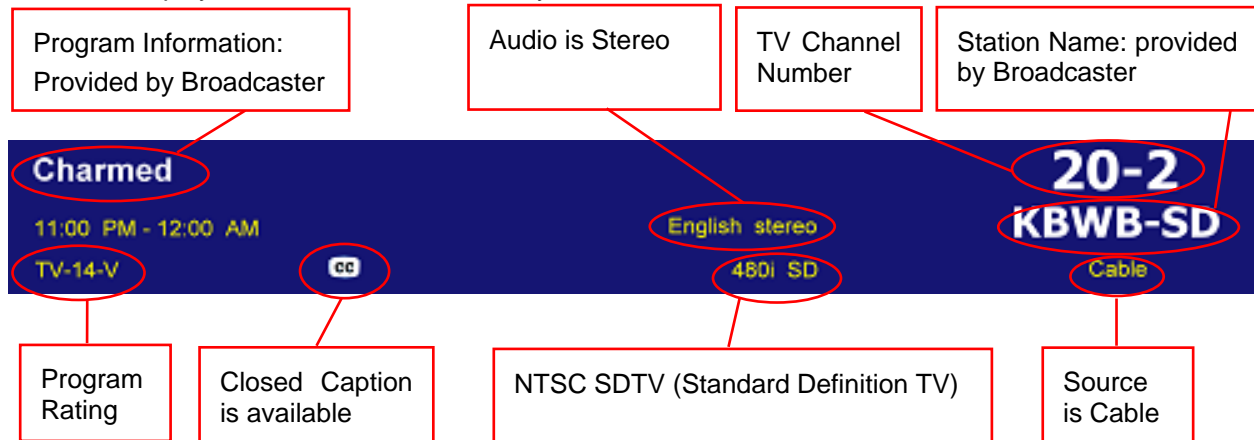 Program Information:
Provided by Broadcaster
Audio is Stereo
TV Channel
Number
Station Name: provided
by Broadcaster
Charmed
20-2
11:00 PM - 12:00 AM
English stereo
KBWB-SD
TV-14-V
CC
480i SD
Cable
Program
Rating
Closed Caption
is available
NTSC SDTV (Standard Definition TV)
Source
is Cable